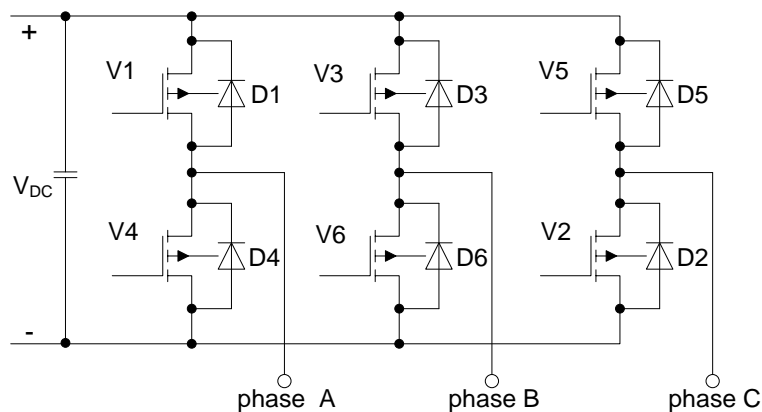 +
V1
D1
V3
D3
V5
D5
VDC
V4
D4
V6
D6
V2
D2
-
phase A
phase B
phase C